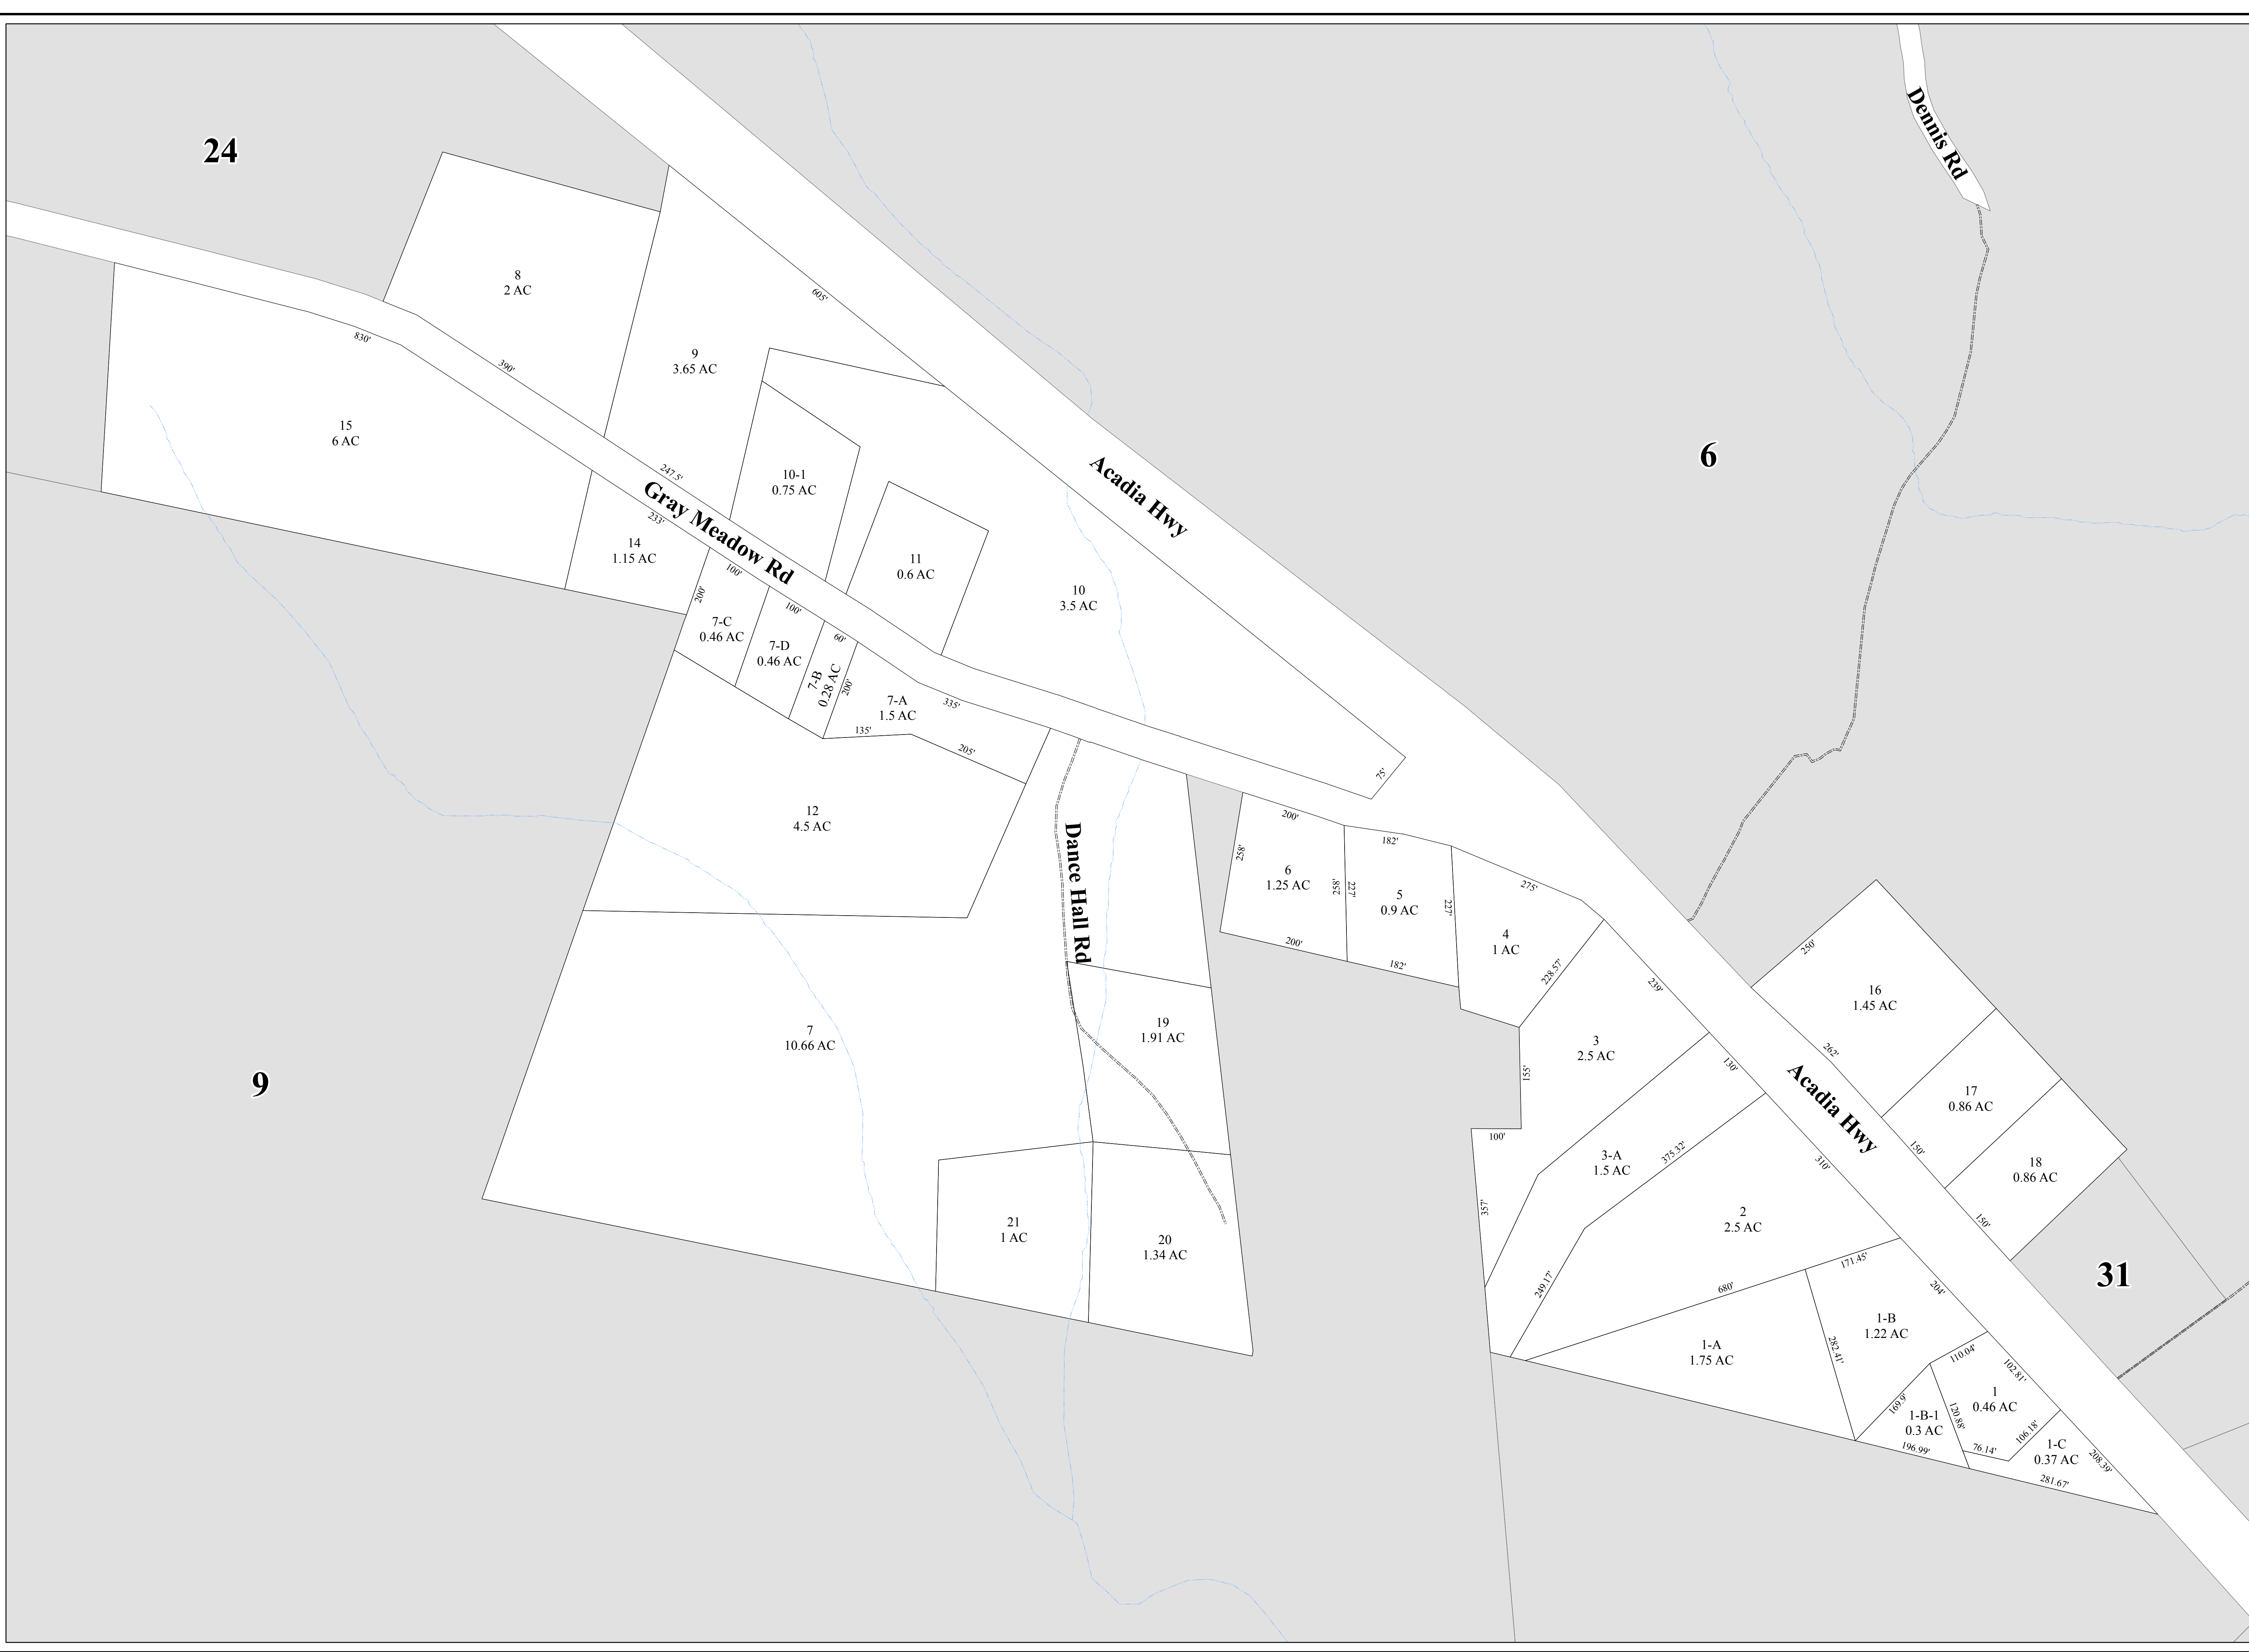 24
Dennis Rd
8
2 AC
605'
830'
390'
9
3.65 AC
15
6 AC
247.5'
Gray Meadow Rd
10-1
0.75 AC
Acadia Hwy
6
233'
14
1.15 AC
11
0.6 AC
100'
200'
100'
10
3.5 AC
7-C
0.46 AC
7-D
0.46 AC
60'
7-B
0.28 AC
200'
7-A
1.5 AC
335'
135'
205'
75'
12
4.5 AC
Dance Hall Rd
200'
258'
6
1.25 AC
258'
200'
182'
227'
5
0.9 AC
227'
182'
275'
4
1 AC
228.57'
239'
250'
16
1.45 AC
262'
7
10.66 AC
19
1.91 AC
3
2.5 AC
155'
130'
9
Acadia Hwy
17
0.86 AC
150'
100'
3-A
1.5 AC
375.32'
310'
18
0.86 AC
150'
357'
21
1 AC
20
1.34 AC
2
2.5 AC
249.17'
680'
171.45'
204'
31
1-A
1.75 AC
282.41'
1-B
1.22 AC
110.04'
102.81'
169.9'
1-B-1
0.3 AC
120.88'
196.99'
1
0.46 AC
76.14'
106.18'
1-C
0.37 AC
208.39'
281.67'